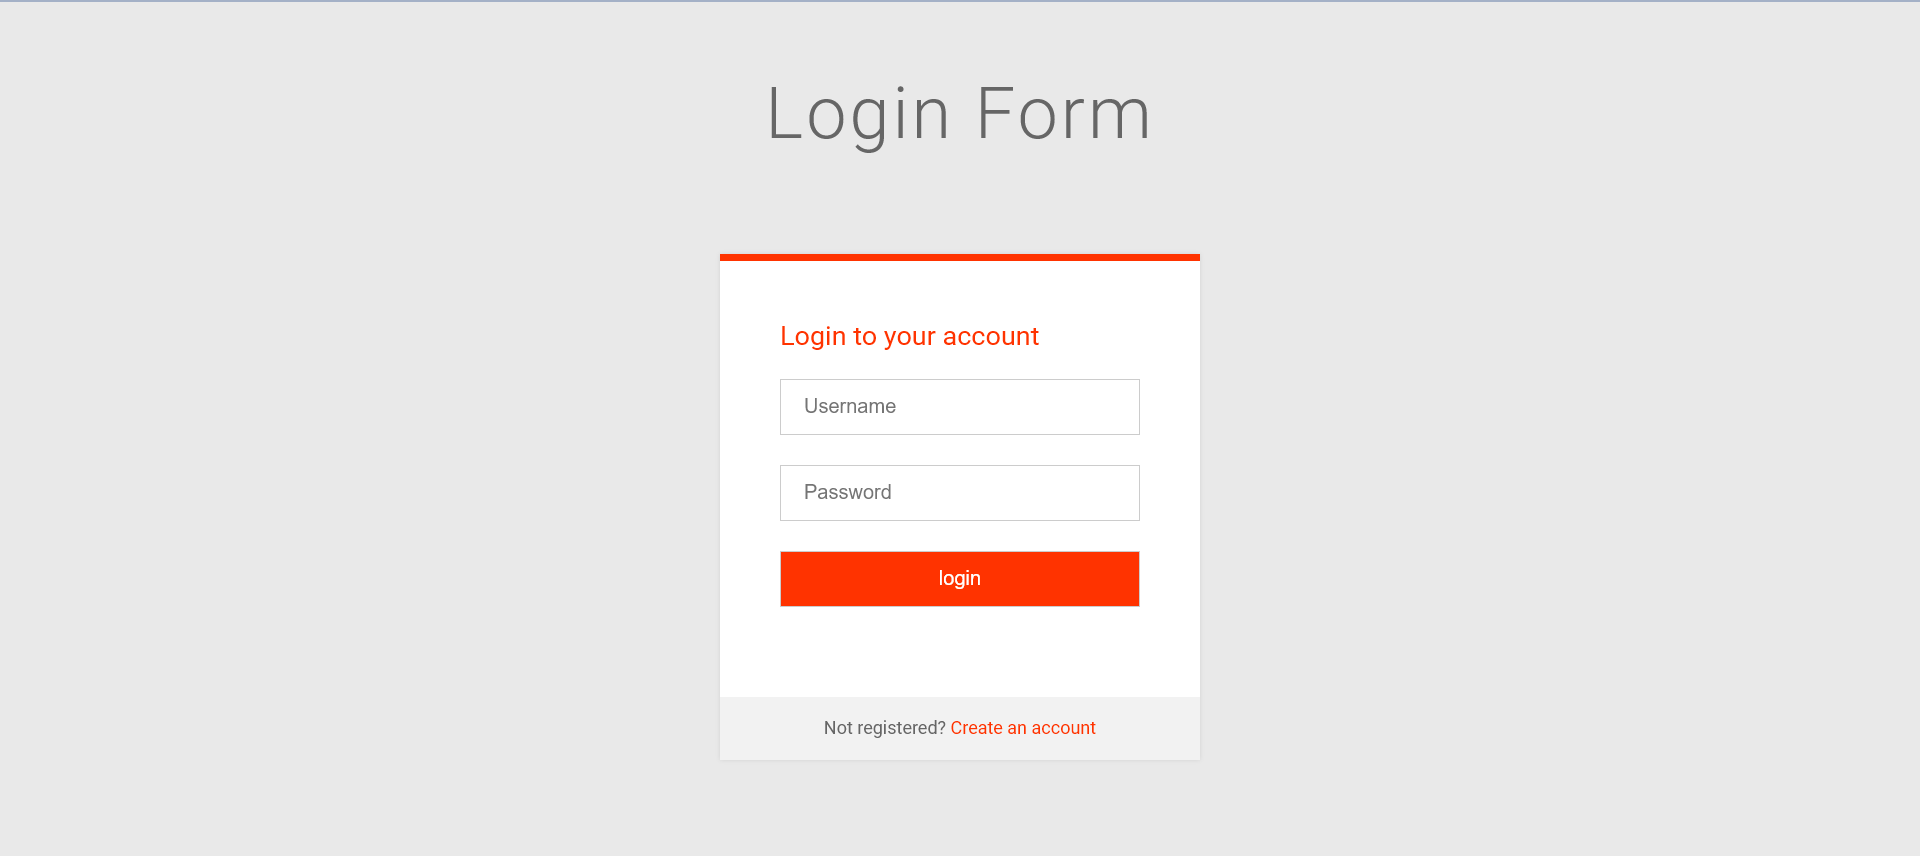 Login Form
Login to your account
Username
Password
login
Not registered? Create an account